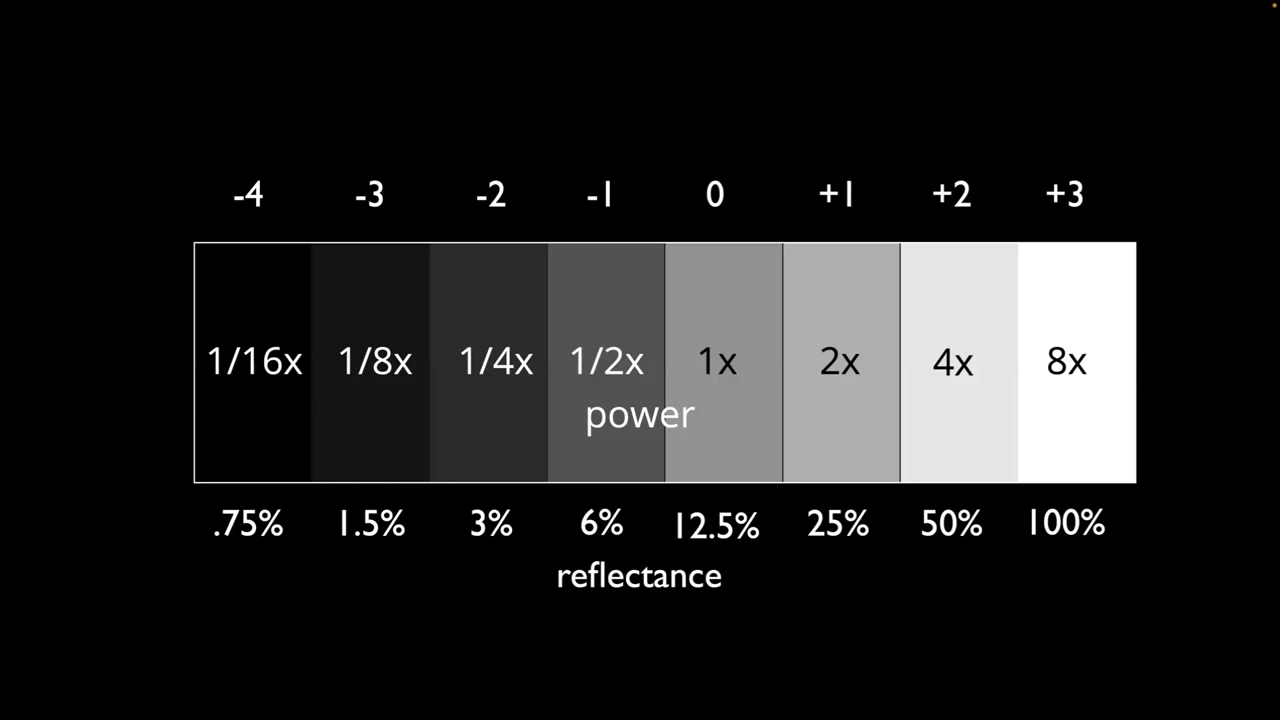 -4 -3 -2 -1 0 +1 +2 +3
1/16x 1/8x 1/4x 1/2x 1x 2x 4x 8x
power
.75% 1.5% 3% 6% 12.5% 25% 50% 100%
reflectance